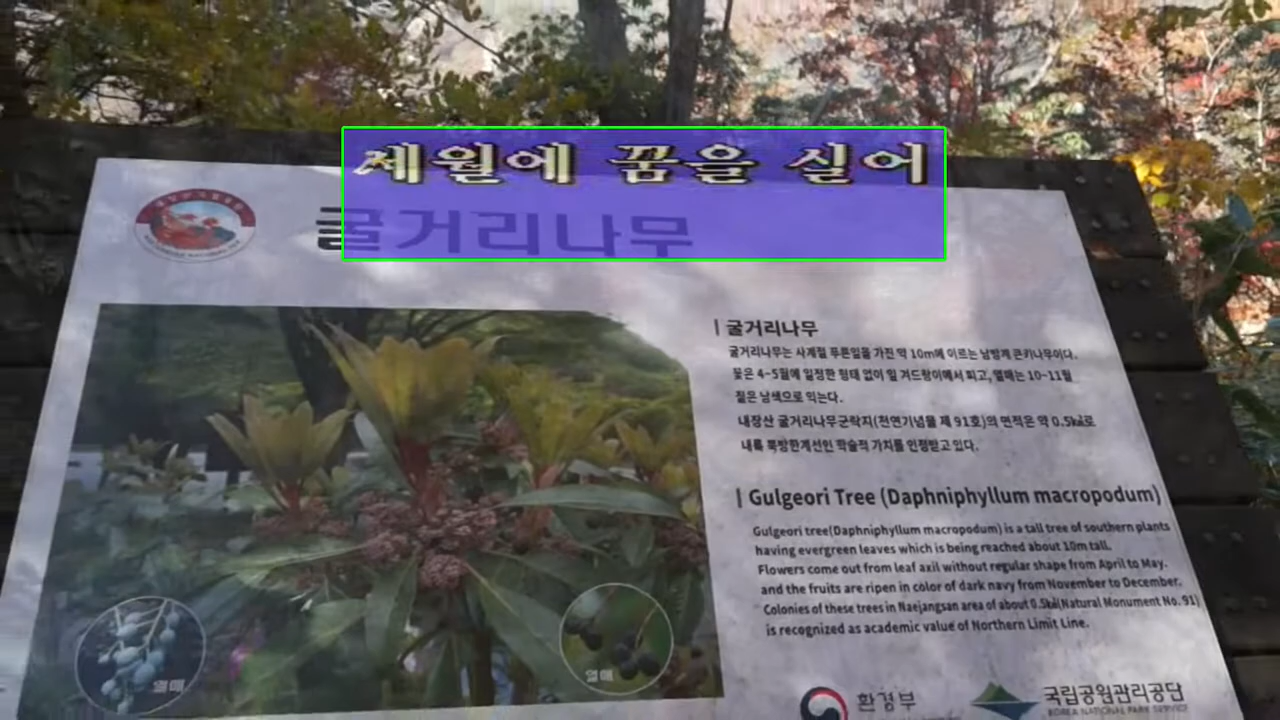 세월에 꿈을 실어
굴거리나무
굴거리나무
굴거리나무는 사계절 푸른잎을 가진 약 10m에 이르는 남방계 큰키나무이다.
꽃은 4~5월에 일정한 형태 없이 잎 겨드랑이에서 피고, 열매는 10~11월
짙은 남색으로 익는다.
내장산 굴거리나무군락지(천연기념물 제 91호)의 면적은 약 0.5㎢로
내륙 북방한계선인 학술적 가치를 인정받고 있다.
Gulgeori Tree (Daphniphyllum macropodum)
Gulgeori tree(Daphniphyllum macropodum) is a tall tree of southern plants
having evergreen leaves which is being reached about 10m tall.
Flowers come out from leaf axil without regular shape from April to May.
and the fruits are ripen in color of dark navy from November to December.
Colonies of these trees in Naejangsan area of about 0.5㎢(Natural Monument No. 91)
is recognized as academic value of Northern Limit Line.
열매
열매
환경부
국립공원관리공단
KOREA NATIONAL PARK SERVICE